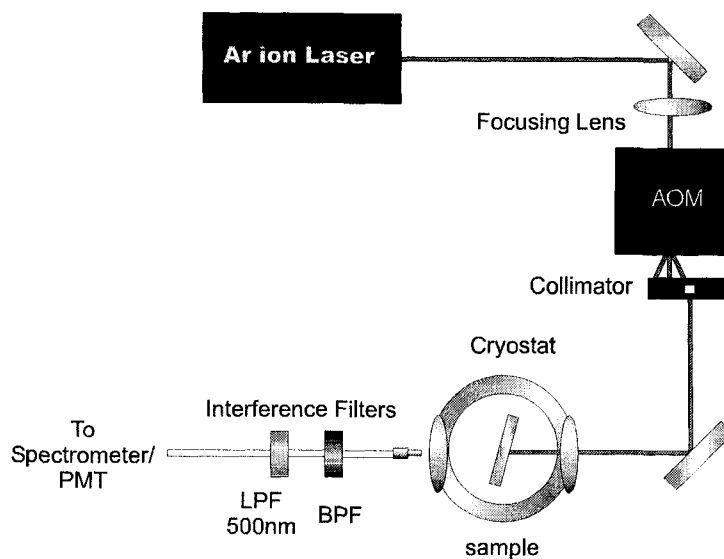 Ar ion Laser
Focusing Lens
AOM
Collimator
Cryostat
Interference Filters
To
Spectrometer/
PMT
LPF
500nm
BPF
sample